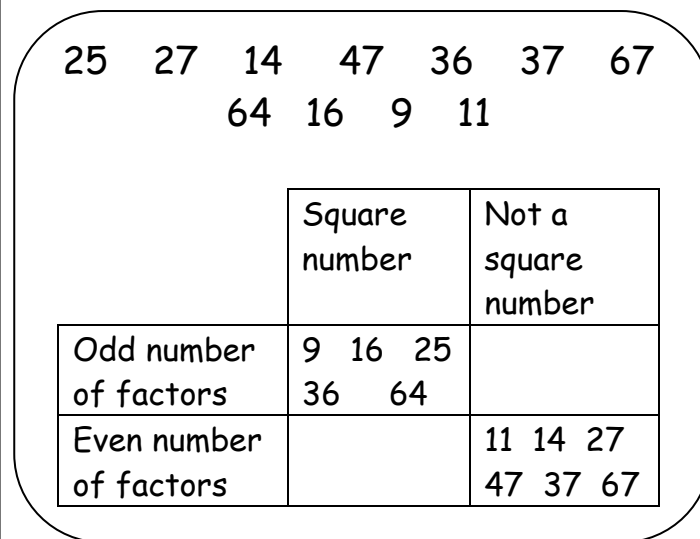 25 27 14 47 36 37 67
64 16 9 11
Square number
Not a square number
Odd number of factors
9 16 25
36 64
Even number of factors
11 14 27
47 37 67